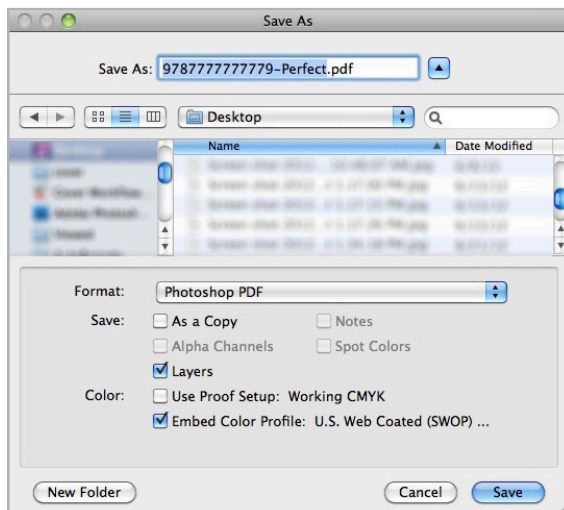 Save As
Save As: 9787777777779-Perfect.pdf
Desktop
Name Date Modified
Format: Photoshop PDF
Save: As a Copy Notes
Alpha Channels Spot Colors
Layers
Color: Use Proof Setup: Working CMYK
Embed Color Profile: U.S. Web Coated (SWOP) ...
New Folder Cancel Save